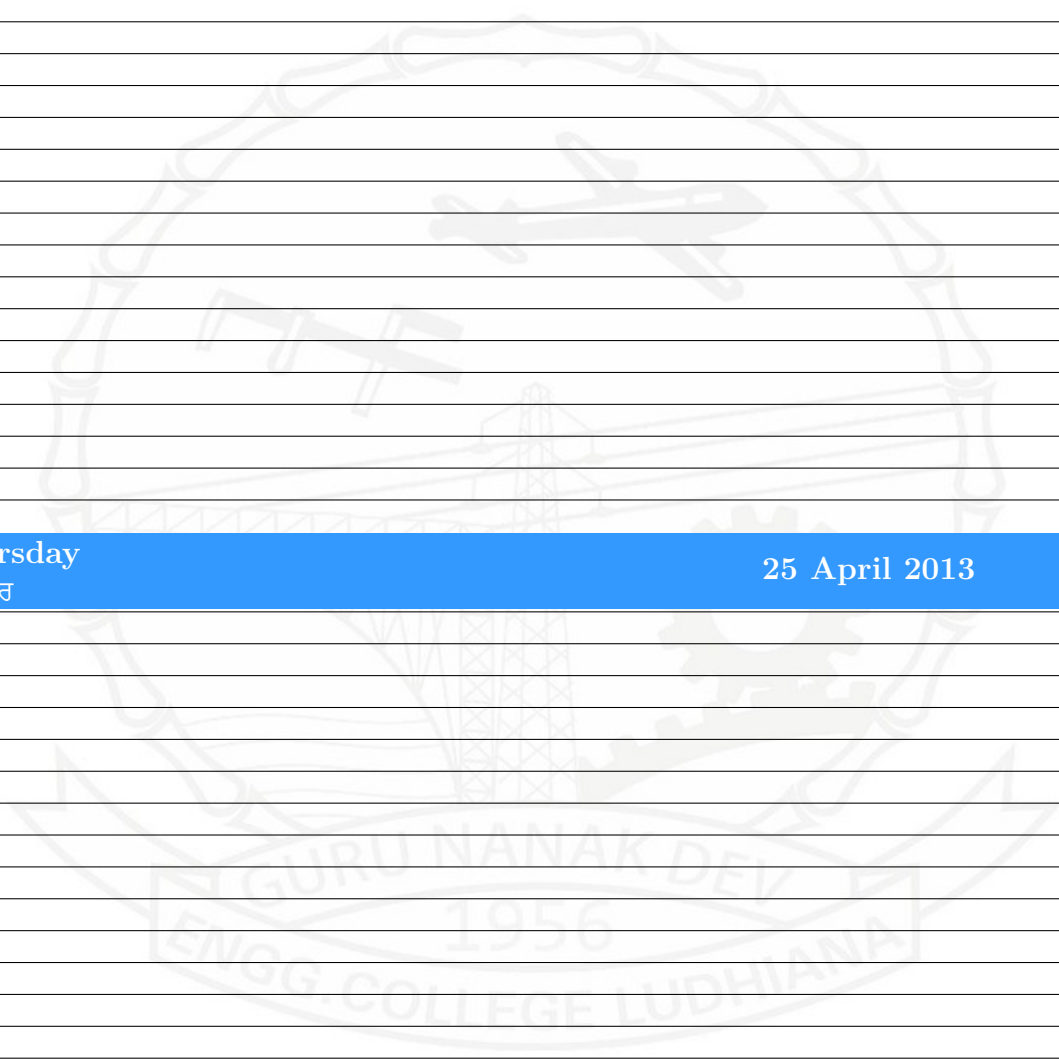 rsday
ਰ
25 April 2013
GURU NANAK DEV
1956
ENGG. COLLEGE LUDHIANA